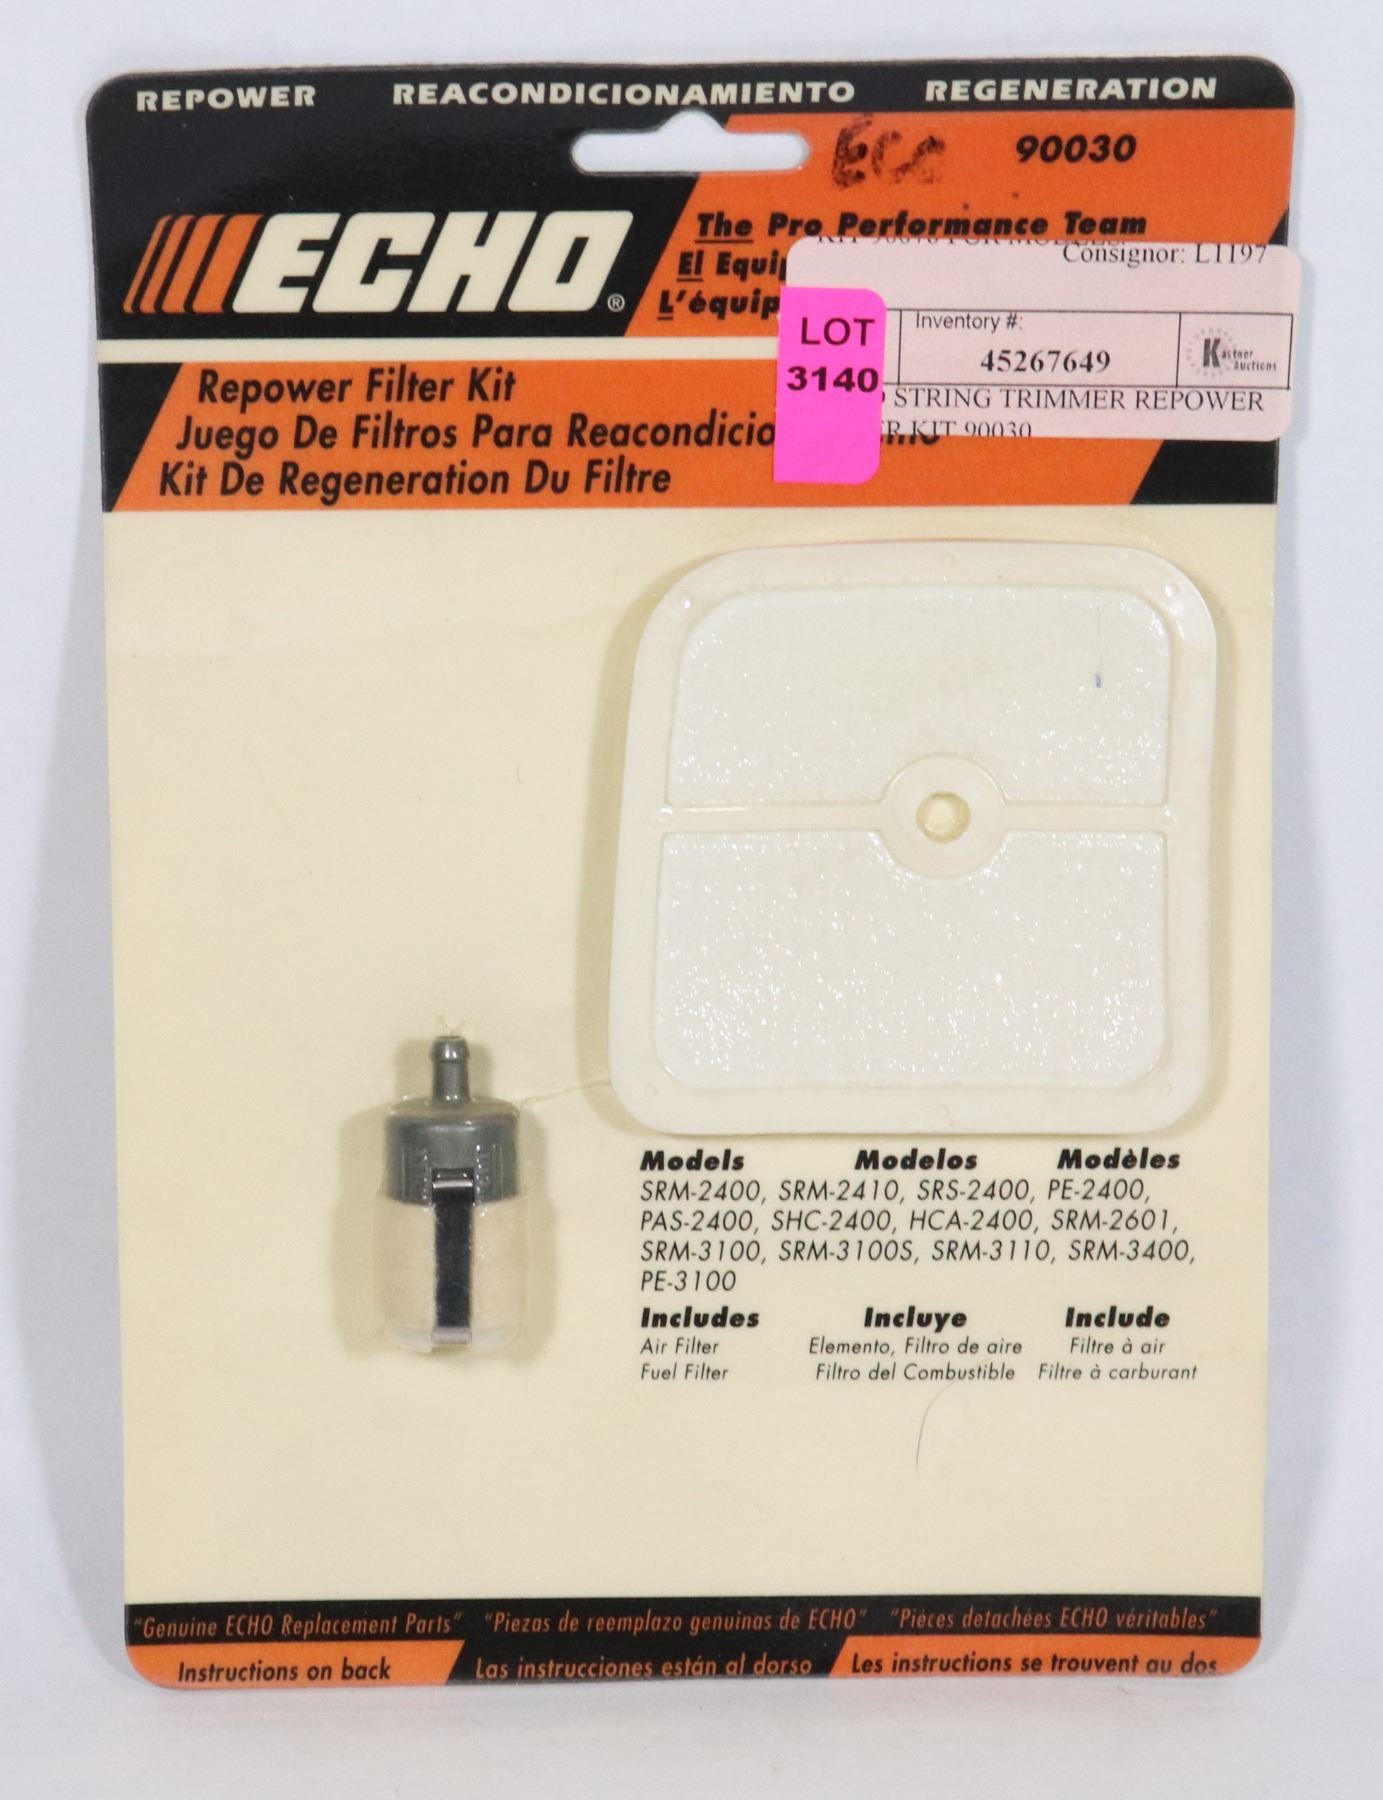 REPOWER REACONDICIONAMIENTO REGENERATION
90030
ECHO®
The Pro Performance Team
El
L'équip
Consignor: L1197
LOT
3140
Inventory #:
45267649
Kastner
Auctions
STRING TRIMMER REPOWER
KIT 90030
Repower Filter Kit
Juego De Filtros Para
Kit De Regeneration Du Filtre
Models Modelos Modèles
SRM-2400, SRM-2410, SRS-2400, PE-2400,
PAS-2400, SHC-2400, HCA-2400, SRM-2601,
SRM-3100, SRM-3100S, SRM-3110, SRM-3400,
PE-3100
Includes Incluye Include
Air Filter Elemento, Filtro de aire Filtre à air
Fuel Filter Filtro del Combustible Filtre à carburant
"Genuine ECHO Replacement Parts" "Piezas de reemplazo genuinas de ECHO" "Pièces detachées ECHO véritables"
Instructions on back Las instrucciones están al dorso Les instructions se trouvent au dos